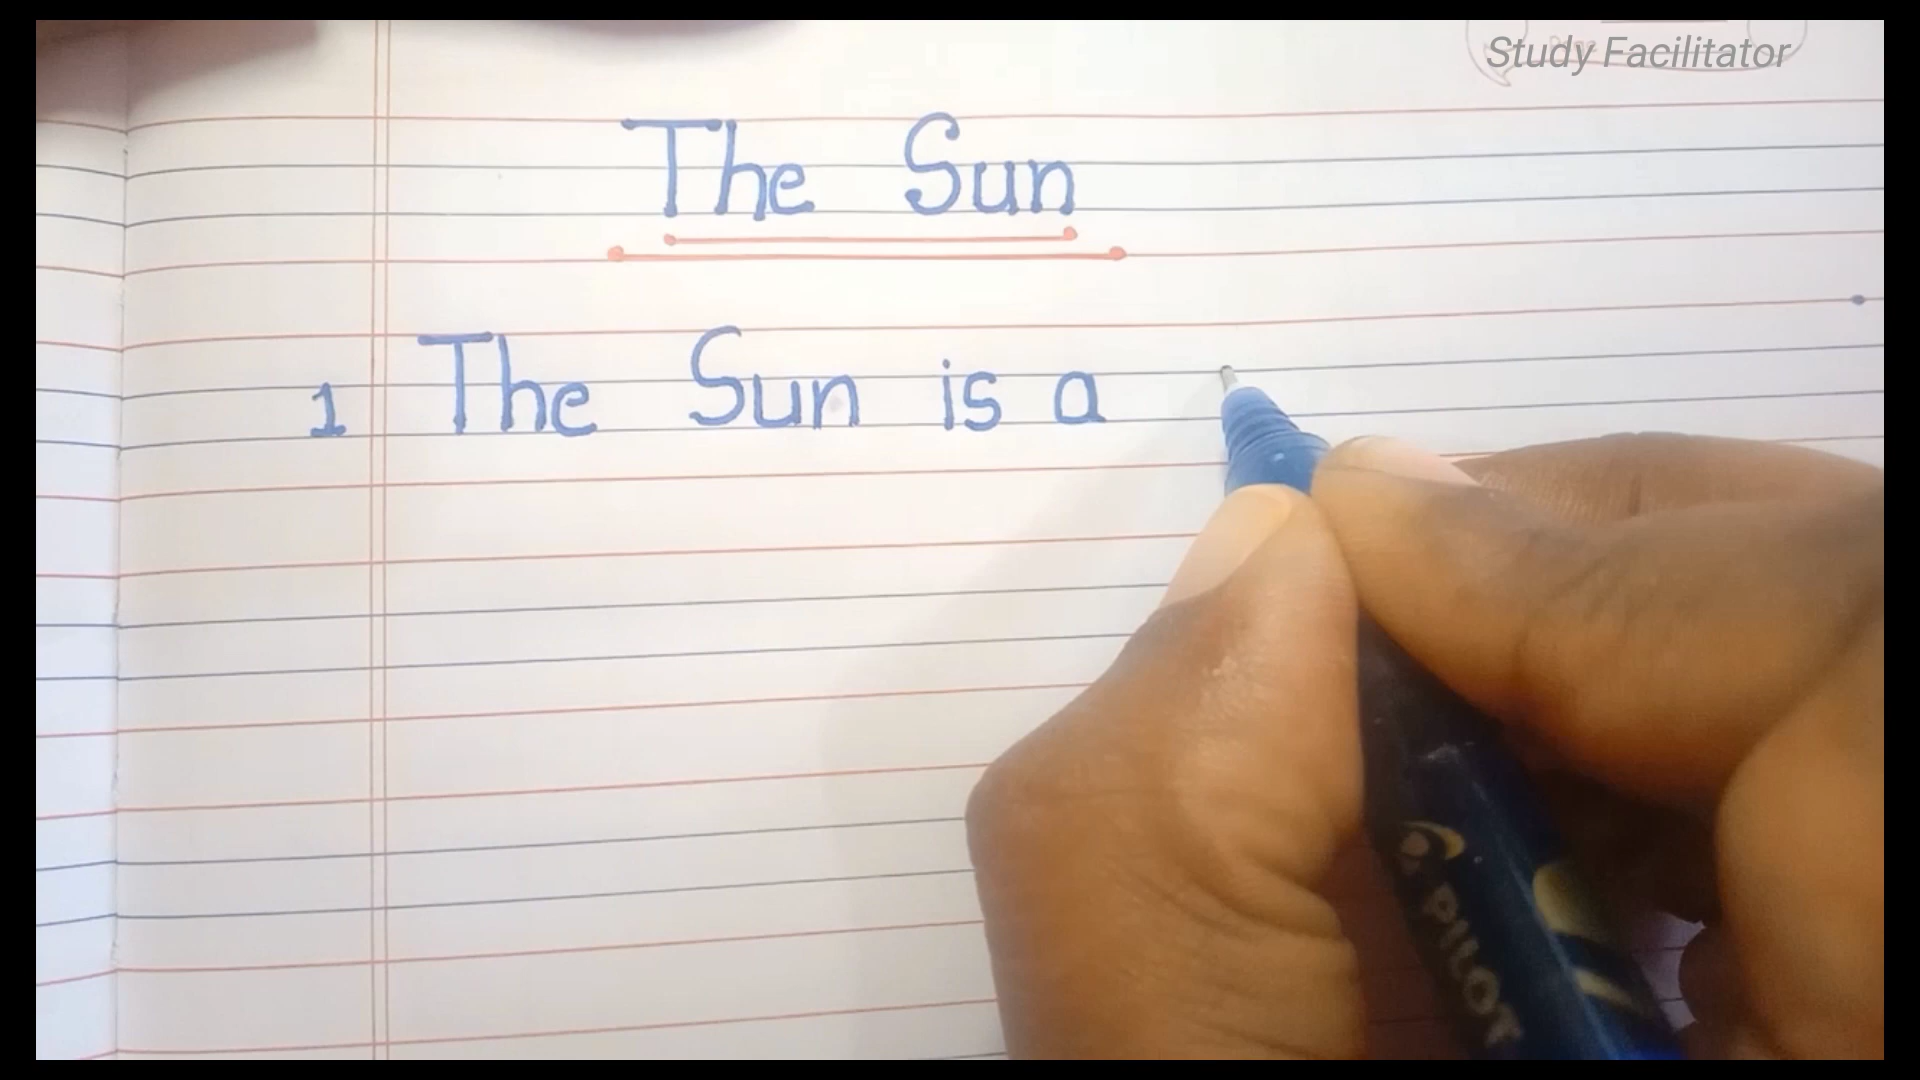 Study Facilitator
The Sun
1 The Sun is a
PILOT